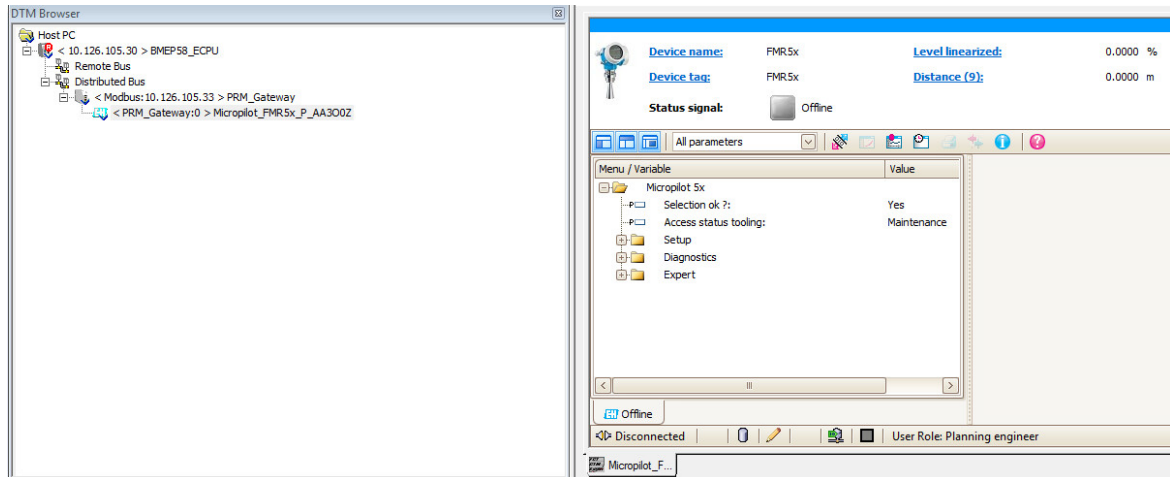 DTM Browser
Host PC
< 10.126.105.30 > BMEP58_ECPU
Remote Bus
Distributed Bus
< Modbus:10.126.105.33 > PRM_Gateway
< PRM_Gateway:0 > Micropilot_FMR5x_P_AA3O0Z
Device name: FMR5x Level linearized: 0.0000 %
Device tag: FMR5x Distance (9): 0.0000 m
Status signal: Offline
All parameters
Menu / Variable Value
Micropilot 5x
Selection ok ?: Yes
Access status tooling: Maintenance
Setup
Diagnostics
Expert
Offline
Disconnected User Role: Planning engineer
Micropilot_F...